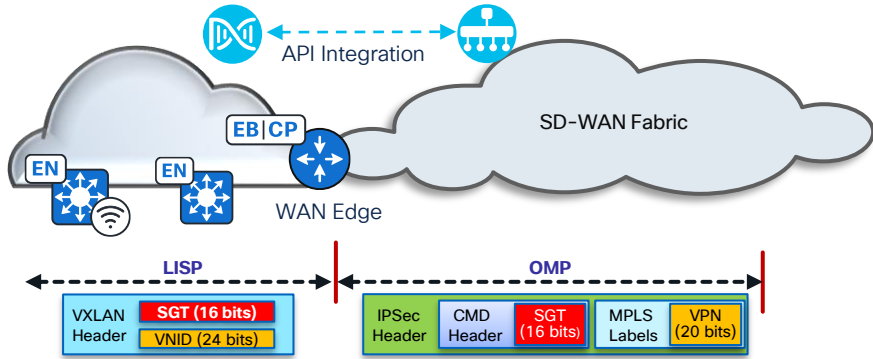 API Integration
SD-WAN Fabric
EB|CP
EN
EN
WAN Edge
LISP
OMP
VXLAN
Header
SGT (16 bits)
VNID (24 bits)
IPSec
Header
CMD
Header
SGT
(16 bits)
MPLS
Labels
VPN
(20 bits)